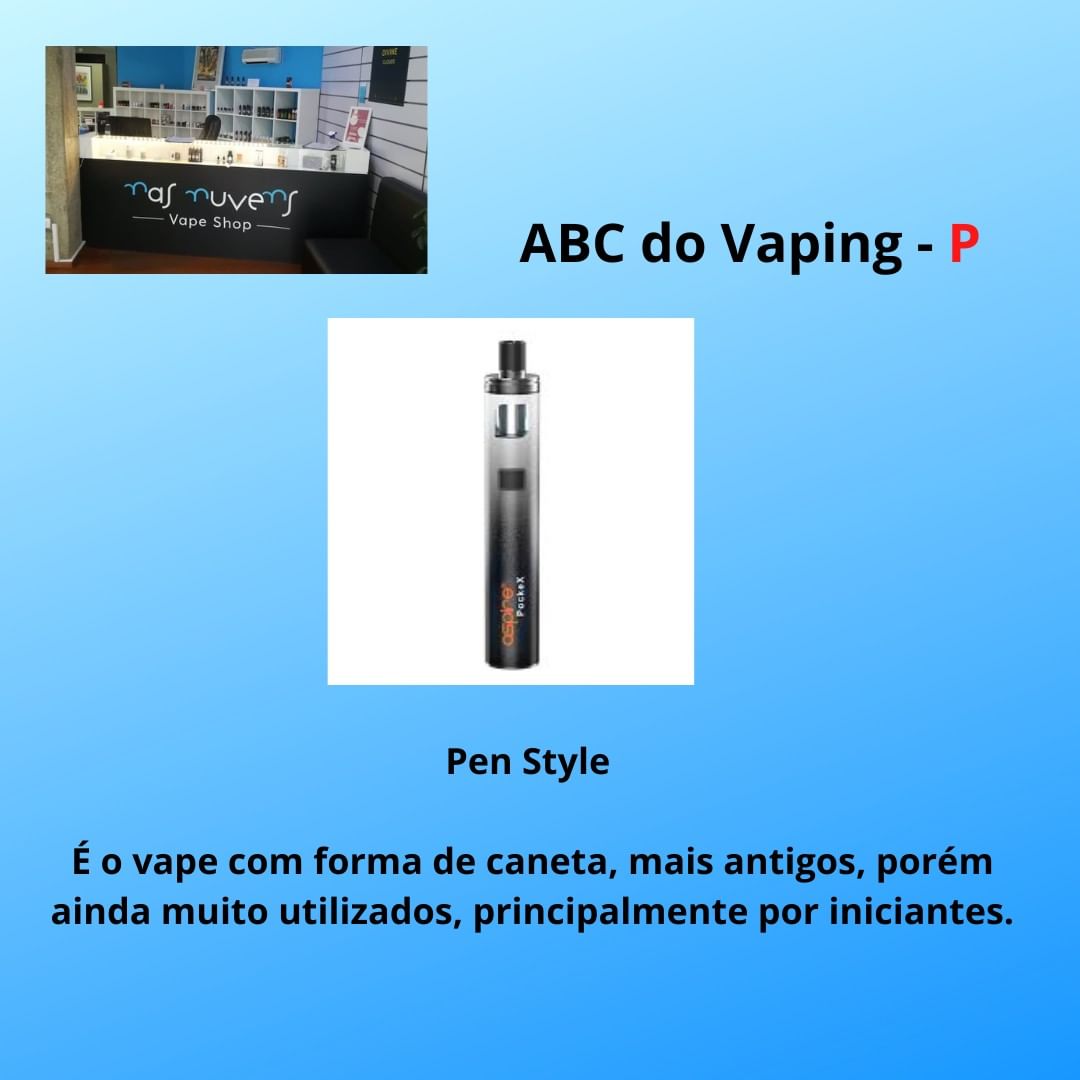 DIVINE
nas nuvens
Vape Shop
ABC do Vaping - P
aspire
PockeX
Pen Style
É o vape com forma de caneta, mais antigos, porém
ainda muito utilizados, principalmente por iniciantes.